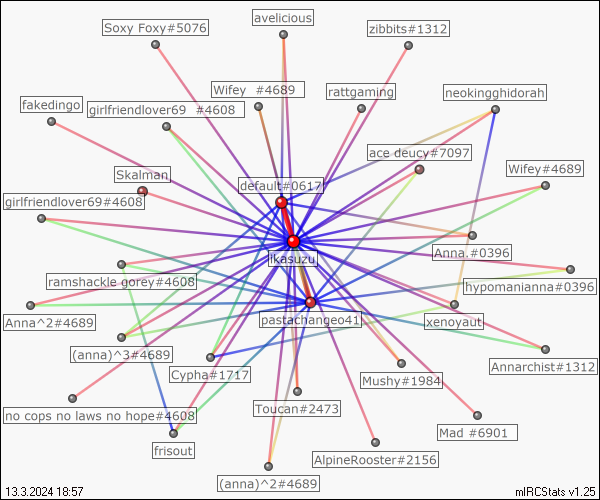 avelicious
Soxy Foxy#5076
zibbits#1312
Wifey  #4689
rattgaming
neokingghidorah
fakedingo
girlfriendlover69  #4608
ace deucy#7097
Skalman
default#0617
Wifey#4689
girlfriendlover69#4608
Anna.#0396
ikasuzu
ramshackle gorey#4608
hypomanianna#0396
Anna^2#4689
pastachangeo41
xenoyaut
(anna)^3#4689
Cypha#1717
Annarchist#1312
Mushy#1984
no cops no laws no hope#4608
Toucan#2473
Mad #6901
frisout
AlpineRooster#2156
(anna)^2#4689
13.3.2024 18:57
mIRCStats v1.25